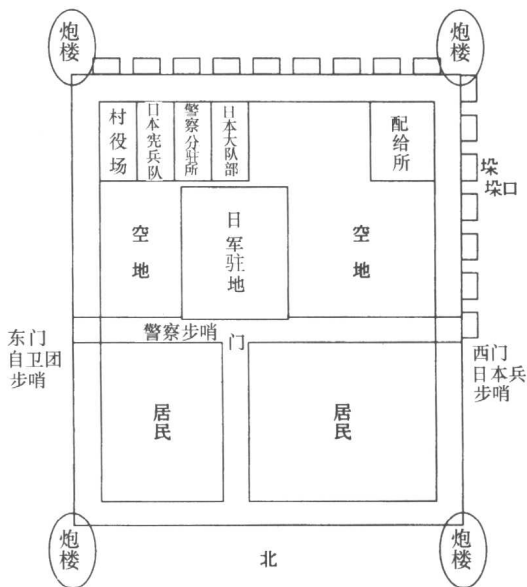 炮楼
炮楼
村役场
日本宪兵队
警察分驻所
日本大队部
配给所
垛
垛口
空地
日军驻地
空地
警察步哨
门
东门
自卫团
步哨
西门
日本兵
步哨
居民
居民
炮楼
炮楼
北